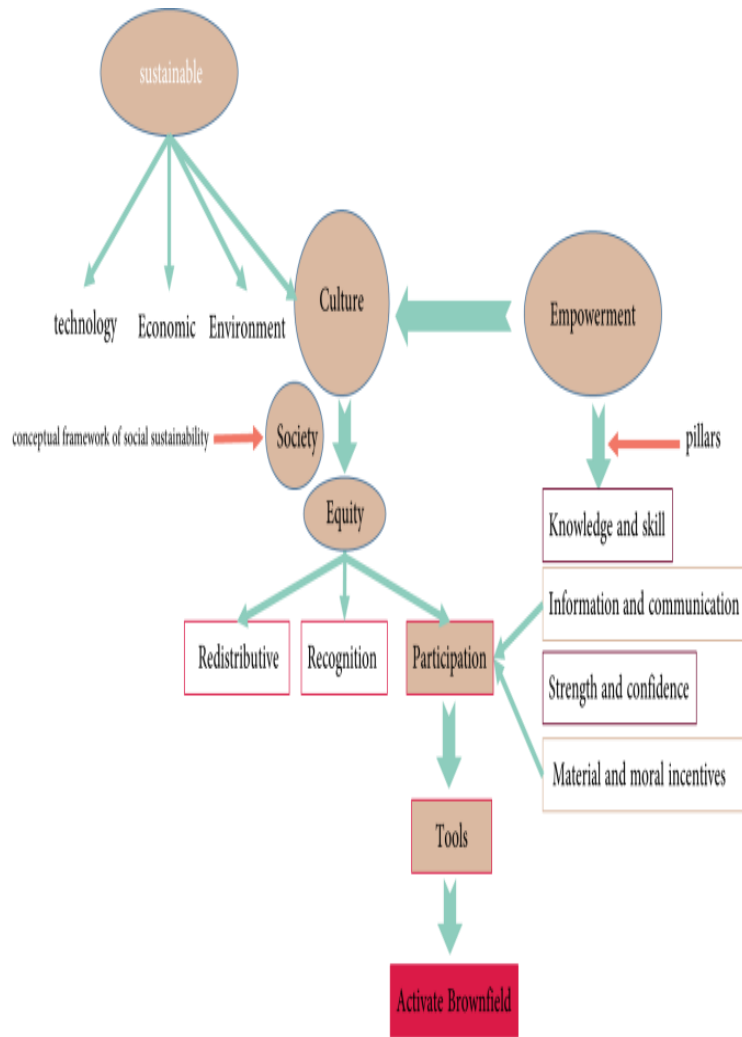 sustainable
technology
Economic
Environment
Culture
Empowerment
conceptual framework of social sustainability
Society
pillars
Equity
Knowledge and skill
Information and communication
Redistributive
Recognition
Participation
Strength and confidence
Material and moral incentives
Tools
Activate Brownfield